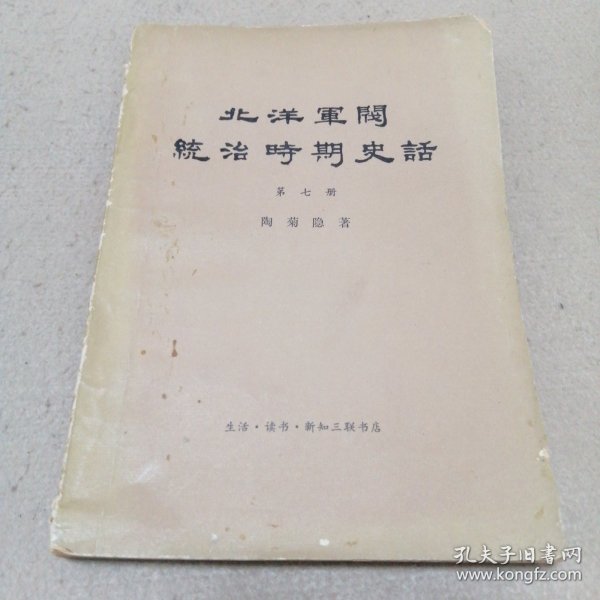 北洋軍閥
統治時期史話
第七册
陶菊隐著
生活·读书·新知三联书店
孔夫子旧书网
www.kongfz.com